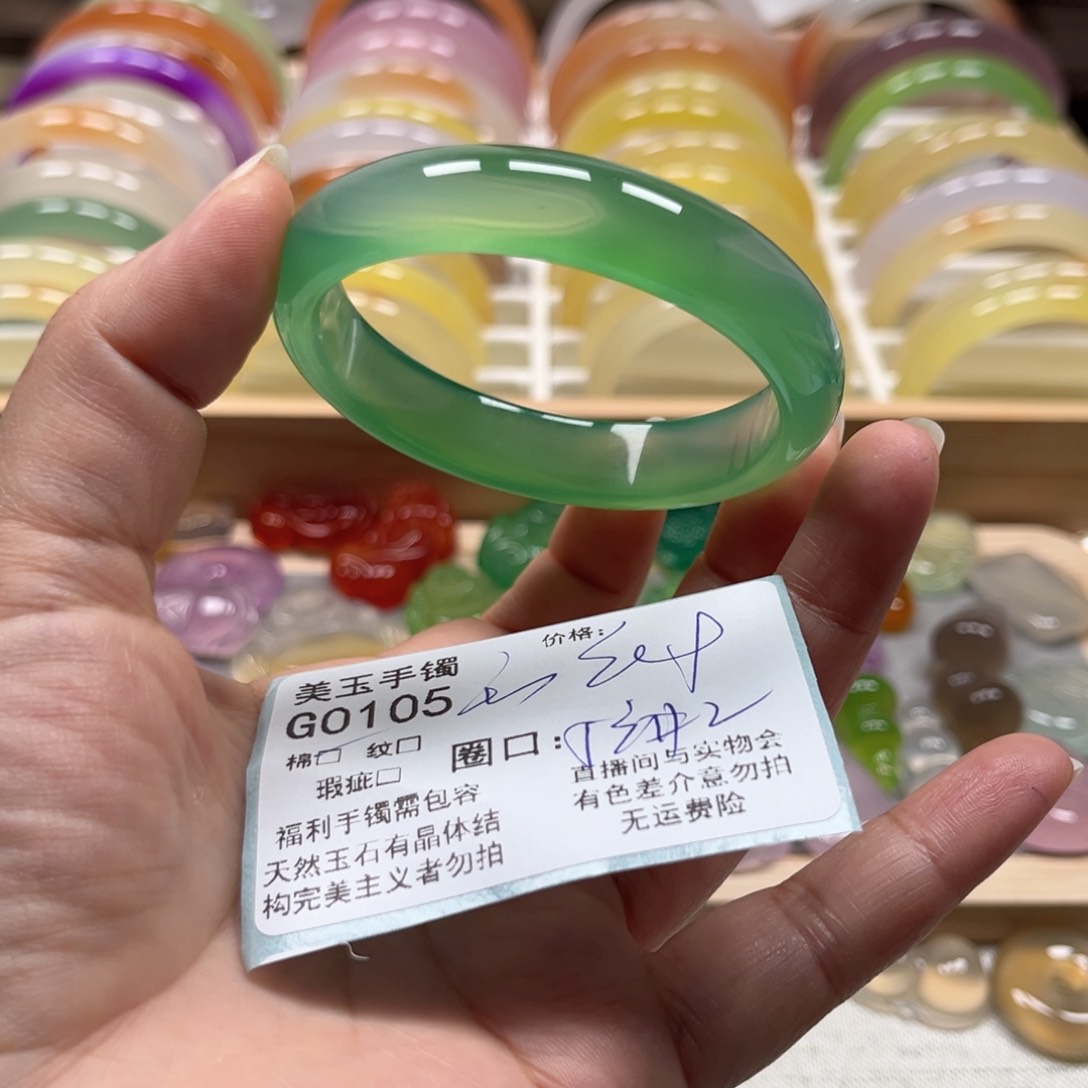 美玉手镯
价格:
G0105
棉□ 纹□
圈口:
瑕疵□
直播间与实物会
有色差介意勿拍
无运费险
福利手镯需包容
天然玉石有晶体结
构完美主义者勿拍